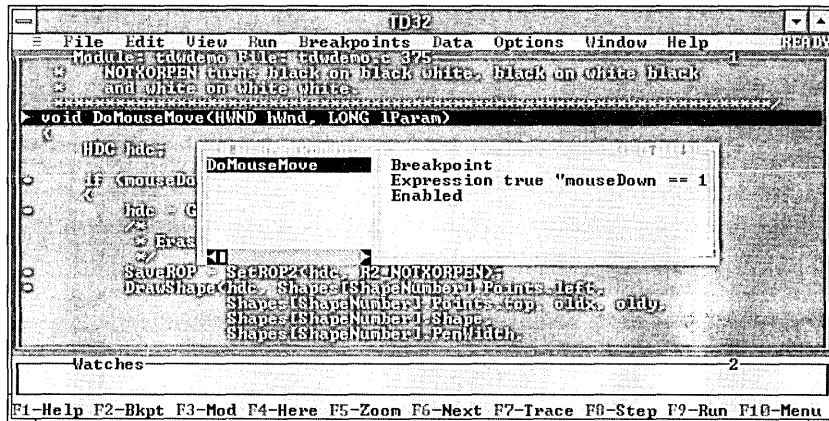 TD32
≡ File Edit View Run Breakpoints Data Options Window Help READY
Module: tdwdemo File: tdwdemo.c 375 1
* NOTXORPEN turns black on black white, black on white black
* and white on white white.
void DoMouseMove(HWND hWnd, LONG lParam)
{
HDC hdc;
if (mouseDo
{
hdc = G
/*
* Eras
*/
SaveROP = SetROP2(hdc, R2_NOTXORPEN);
DrawShape(hdc, Shapes[ShapeNumber].Points.left,
Shapes[ShapeNumber].Points.top, oldx, oldy,
Shapes[ShapeNumber].Shape,
Shapes[ShapeNumber].PenWidth,
DoMouseMove
Breakpoint
Expression true "mouseDown == 1
Enabled
Watches 2
F1-Help F2-Bkpt F3-Mod F4-Here F5-Zoom F6-Next F7-Trace F8-Step F9-Run F10-Menu